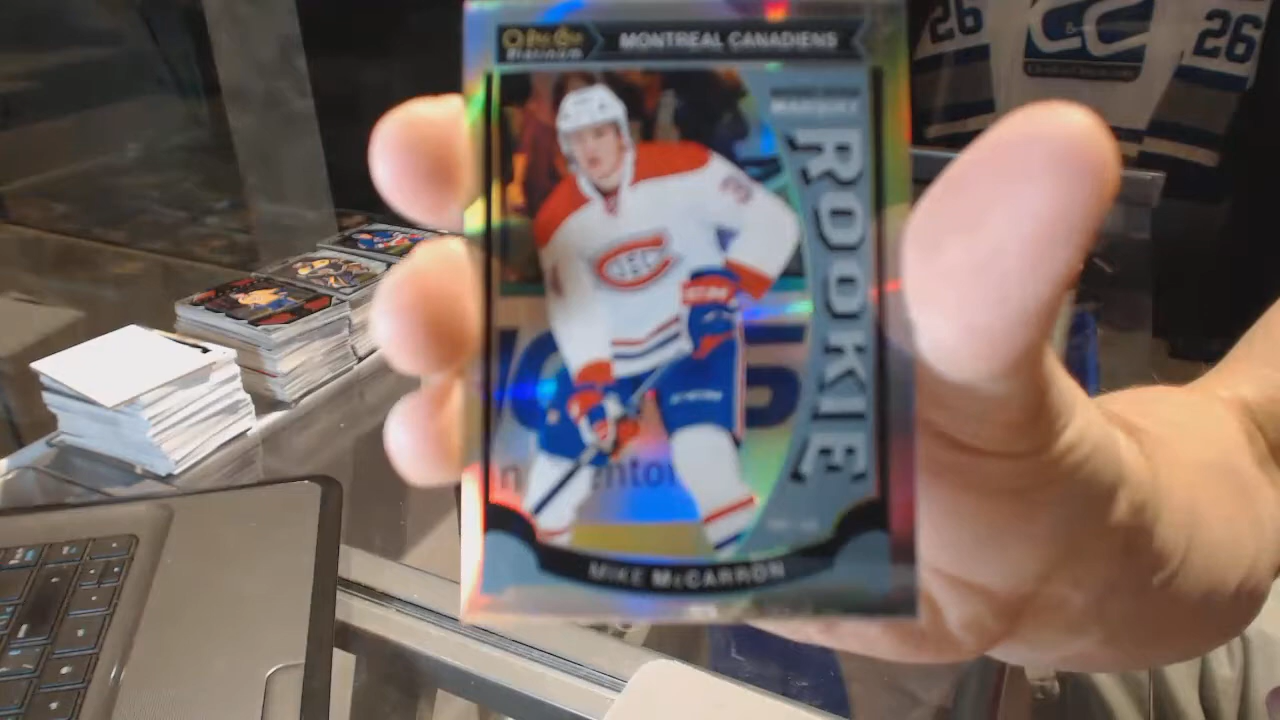 O-Pee-Chee
Platinum
MONTREAL CANADIENS
MARQUEE
ROOKIE
MIKE McCARRON
26
26